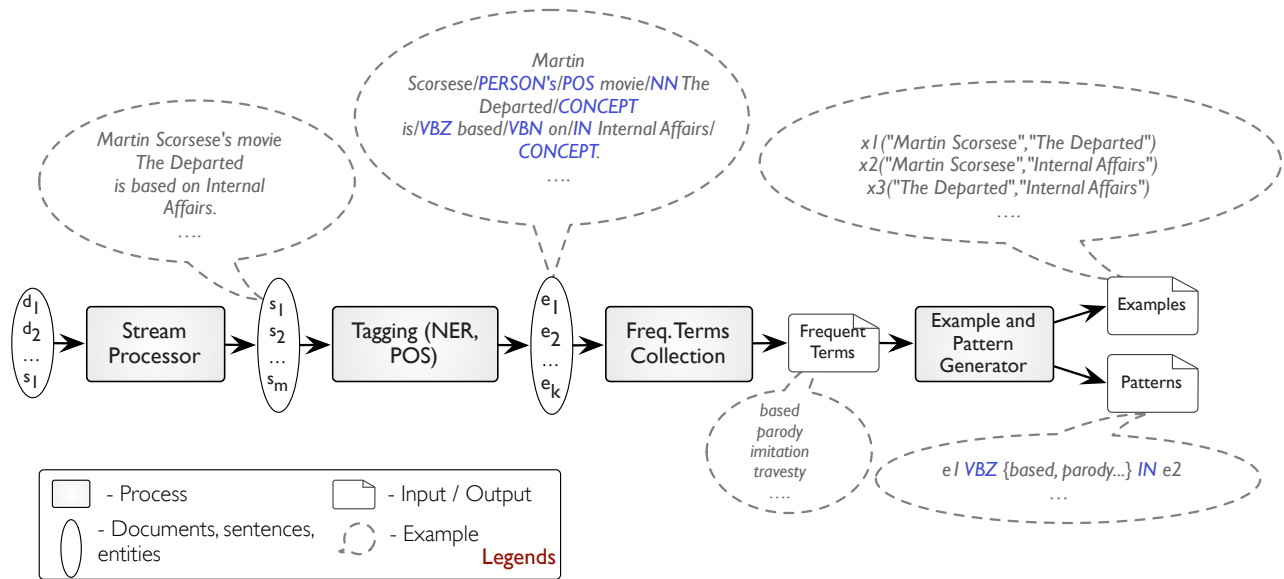 Martin Scorsese's movie
The Departed
is based on Internal
Affairs.
....
Martin
Scorsese/PERSON's/POS movie/NN The
Departed/CONCEPT
is/VBZ based/VBN on/IN Internal Affairs/
CONCEPT.
....
x1("Martin Scorsese","The Departed")
x2("Martin Scorsese","Internal Affairs")
x3("The Departed","Internal Affairs")
....
d1
d2
...
s1
Stream
Processor
s1
s2
...
sm
Tagging (NER,
POS)
e1
e2
...
ek
Freq. Terms
Collection
Frequent
Terms
Example and
Pattern
Generator
Examples
Patterns
based
parody
imitation
travesty
....
e1 VBZ {based, parody...} IN e2
...
- Process
- Input / Output
- Documents, sentences,
entities
- Example
Legends